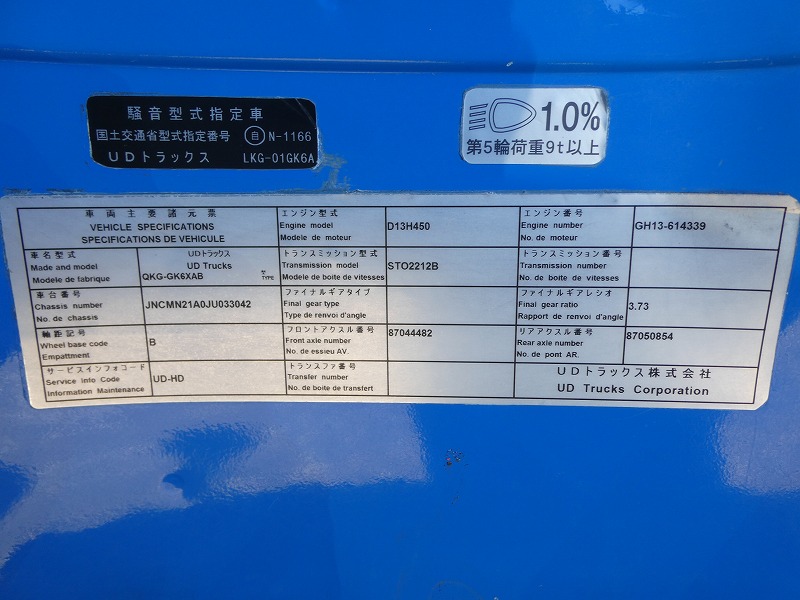 騒音型式指定車
国土交通省型式指定番号 自 N-1166
UDトラックス LKG-01GK6A
1.0%
第5輪荷重9t以上
車両主要諸元票
VEHICLE SPECIFICATIONS
SPECIFICATIONS DE VEHICULE
エンジン型式
Engine model
Modele de moteur
D13H450
エンジン番号
Engine number
No. de moteur
GH13-614339
車名型式
Made and model
Modele de fabrique
UDトラックス
UD Trucks
QKG-GK6XAB
TYPE
トランスミッション型式
Transmission model
Modele de boite de vitesses
STO2212B
トランスミッション番号
Transmission number
No. de boite de vitesses
車台番号
Chassis number
No. de chassis
JNCMN21A0JU033042
ファイナルギアタイプ
Final gear type
Type de renvoi d'angle
ファイナルギアレシオ
Final gear ratio
Rapport de renvoi d'angle
3.73
軸距記号
Wheel base code
Empattment
B
フロントアクスル番号
Front axle number
No. de essieu AV.
87044482
リアアクスル番号
Rear axle number
No. de pont AR.
87050854
サービスインフォコード
Service Info Code
Information Maintenance
UD-HD
トランスファ番号
Transfer number
No. de boite de transfert
UDトラックス株式会社
UD Trucks Corporation